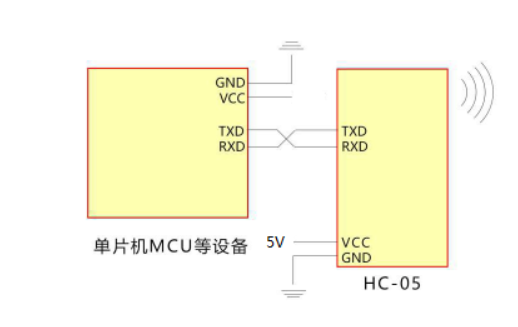 GND
VCC
TXD
RXD
单片机MCU等设备
TXD
RXD
5V
VCC
GND
HC-05